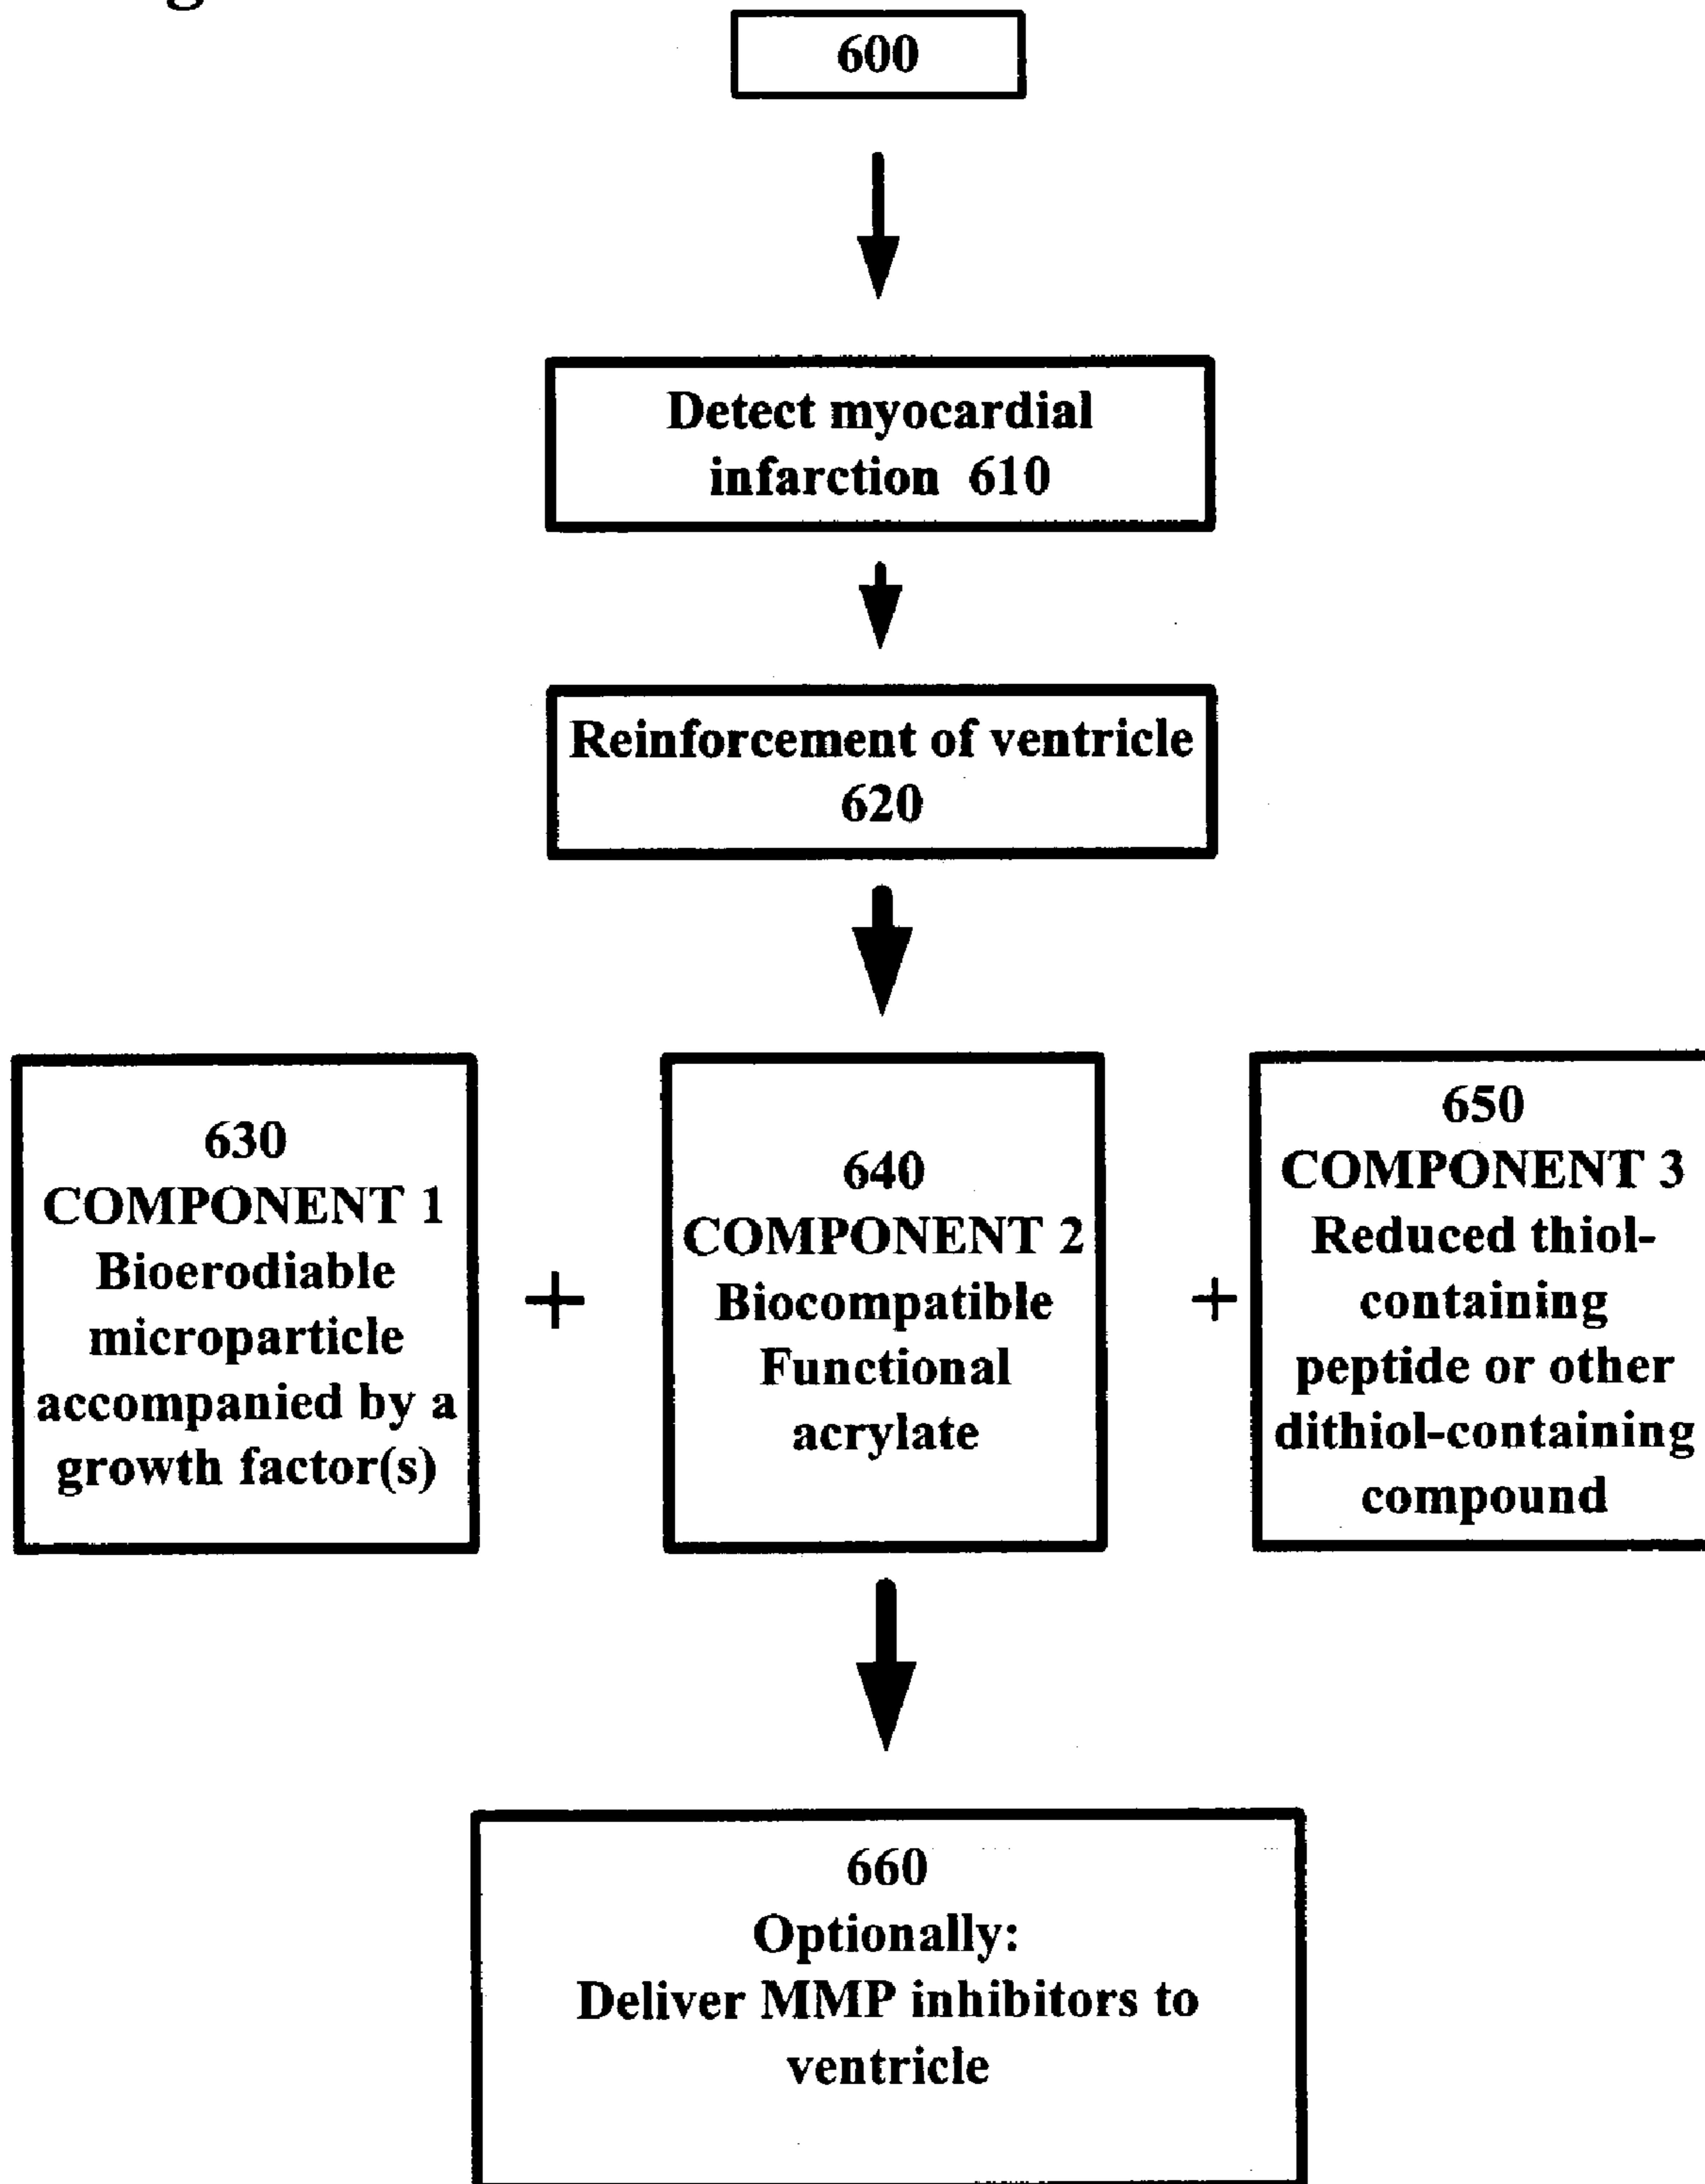 600
Detect myocardial
infarction 610
Reinforcement of ventricle
620
630
COMPONENT 1
Bioerodiable
microparticle
accompanied by a
growth factor(s)
+
640
COMPONENT 2
Biocompatible
Functional
acrylate
+
650
COMPONENT 3
Reduced thiol-
containing
peptide or other
dithiol-containing
compound
660
Optionally:
Deliver MMP inhibitors to
ventricle